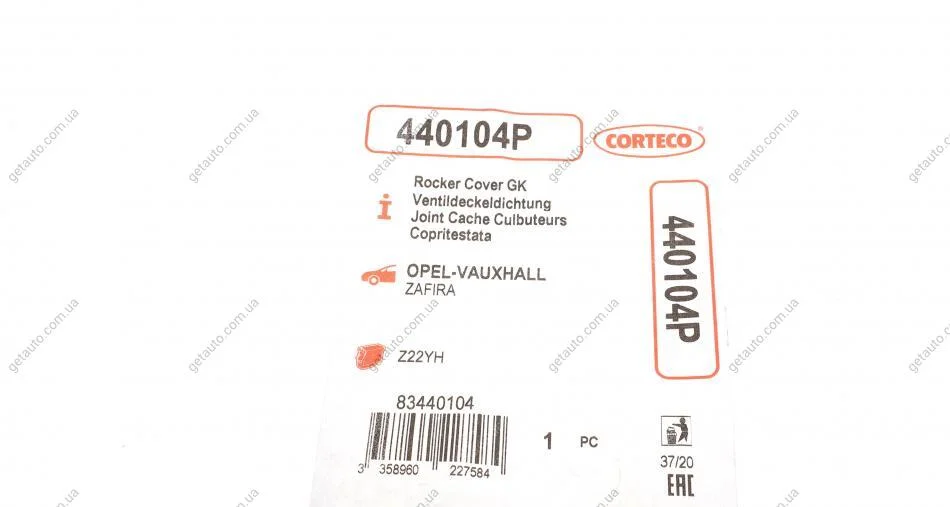 440104P
CORTECO
Rocker Cover GK
Ventildeckeldichtung
Joint Cache Culbuteurs
Copritestata
OPEL-VAUXHALL
ZAFIRA
Z22YH
83440104
3 358960 227584
1 PC
440104P
37/20
EAC
getauto.com.ua